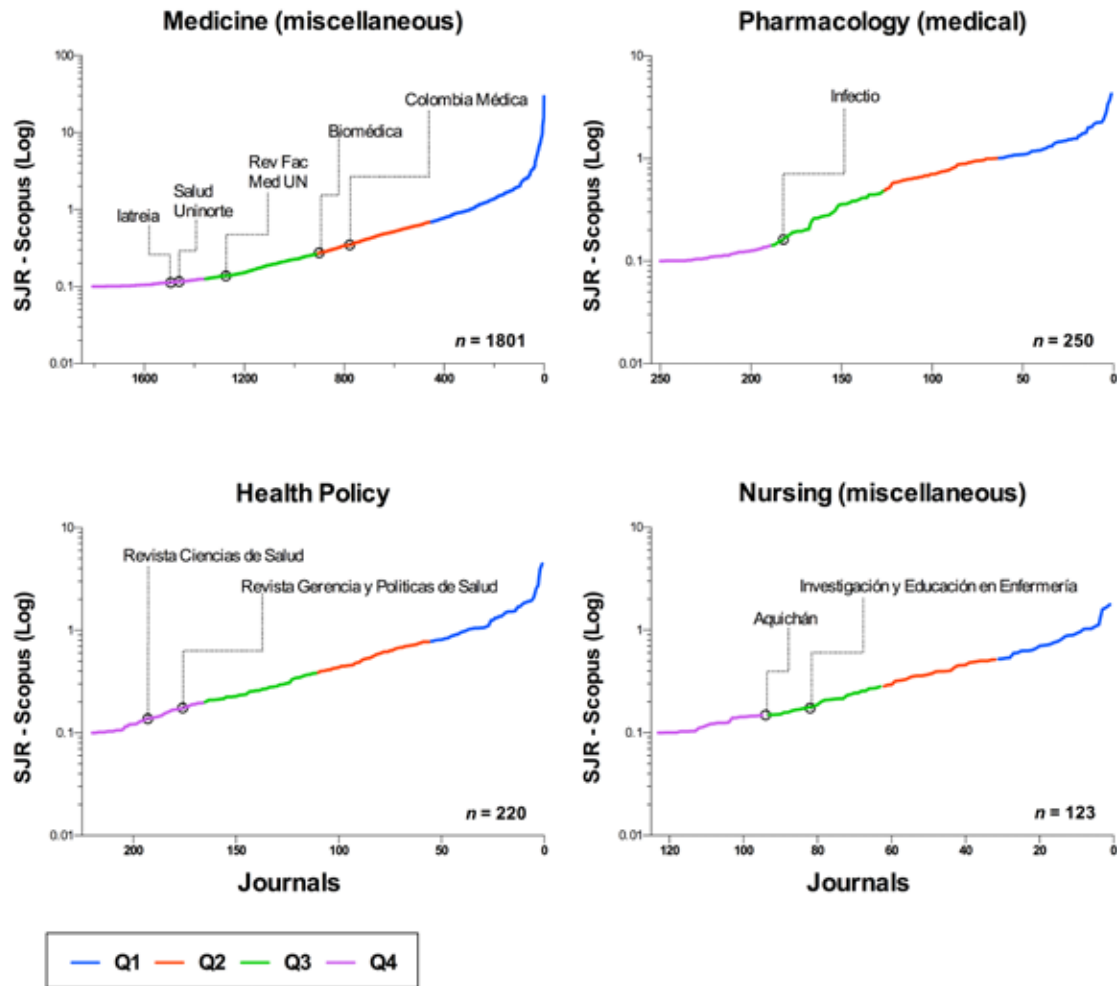 Medicine (miscellaneous)
SJR - Scopus (Log)
100
10
1
0.1
0.01
Iatreia
Salud
Uninorte
Rev Fac
Med UN
Biomédica
Colombia Médica
n = 1801
1600
1200
800
400
0
Pharmacology (medical)
SJR - Scopus (Log)
10
1
0.1
0.01
Infectio
n = 250
250
200
150
100
50
0
Health Policy
SJR - Scopus (Log)
10
1
0.1
0.01
Revista Ciencias de Salud
Revista Gerencia y Politicas de Salud
n = 220
200
150
100
50
0
Journals
Nursing (miscellaneous)
SJR - Scopus (Log)
10
1
0.1
0.01
Investigación y Educación en Enfermería
Aquichán
n = 123
120
100
80
60
40
20
0
Journals
Q1 Q2 Q3 Q4